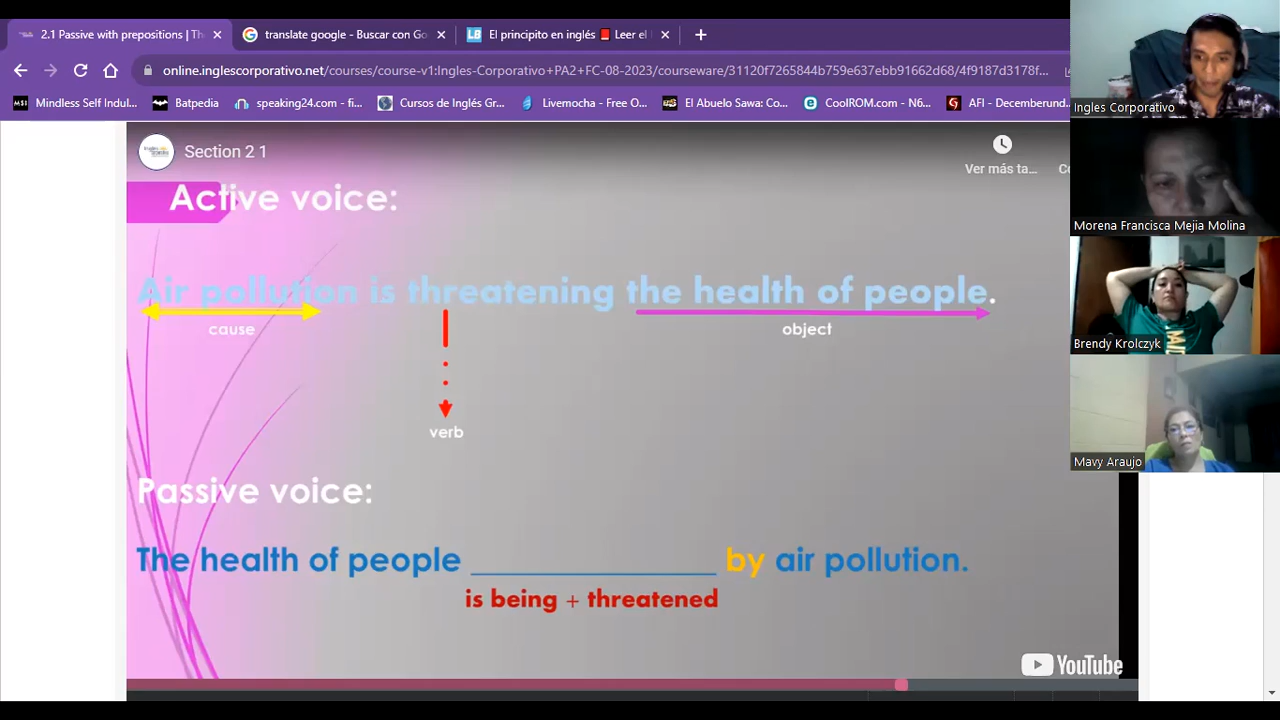 2.1 Passive with prepositions | Th
translate google - Buscar con Go
El principito en inglés 📕 Leer el
online.inglescorporativo.net/courses/course-v1:Ingles-Corporativo+PA2+FC-08-2023/courseware/31120f7265844b759e637ebb91662d68/4f9187d3178f...
Mindless Self Indul...
Batpedia
speaking24.com - fi...
Cursos de Inglés Gr...
Livemocha - Free O...
El Abuelo Sawa: Co...
CoolROM.com - N6...
AFI - Decemberund...
Ingles Corporativo
Section 2 1
Ver más ta...
Active voice:
Morena Francisca Mejia Molina
Air pollution is threatening the health of people.
cause
object
Brendy Krolczyk
verb
Mavy Araujo
Passive voice:
The health of people ______________ by air pollution.
is being + threatened
YouTube